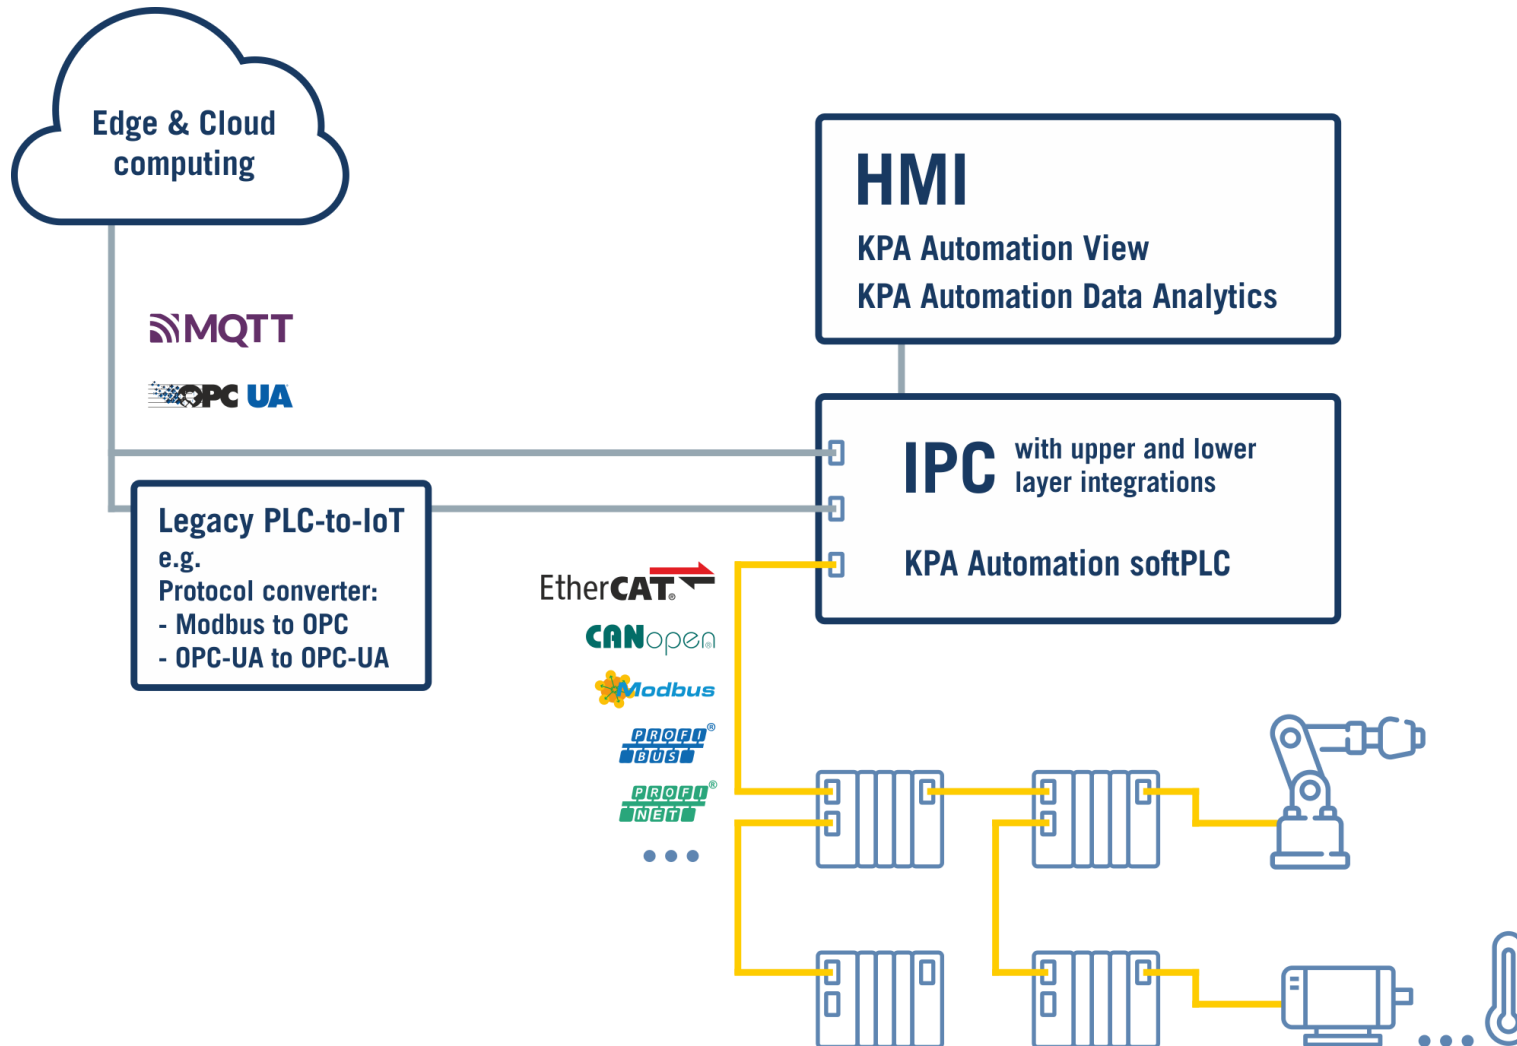 Edge & Cloud
computing
MQTT
OPC UA
HMI
KPA Automation View
KPA Automation Data Analytics
IPC with upper and lower
layer integrations
KPA Automation softPLC
Legacy PLC-to-IoT
e.g.
Protocol converter:
- Modbus to OPC
- OPC-UA to OPC-UA
EtherCAT®
CANopen®
Modbus
PROFI®
BUS
PROFI®
NET